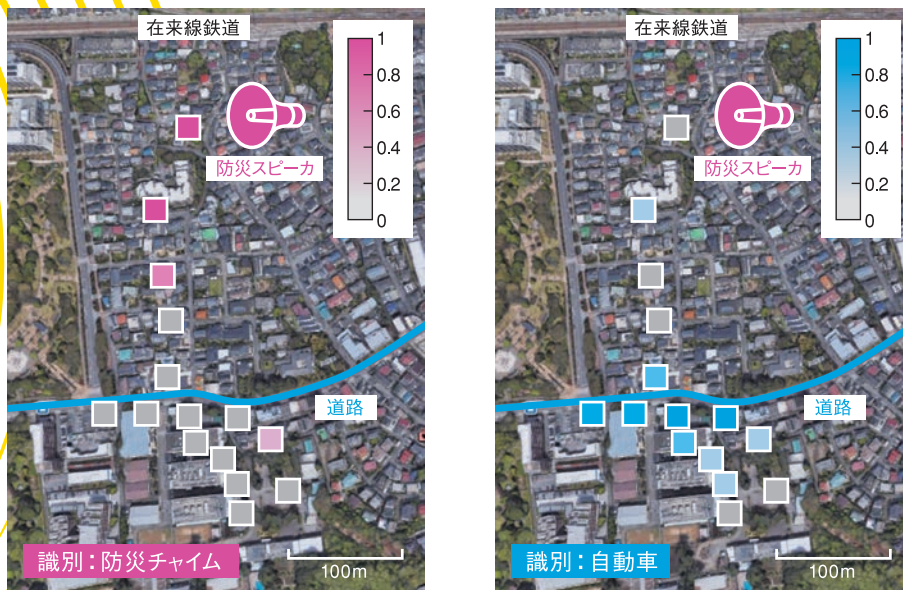 在来線鉄道
1
0.8
0.6
0.4
0.2
0
防災スピーカ
道路
識別：防災チャイム
100m
在来線鉄道
1
0.8
0.6
0.4
0.2
0
防災スピーカ
道路
識別：自動車
100m